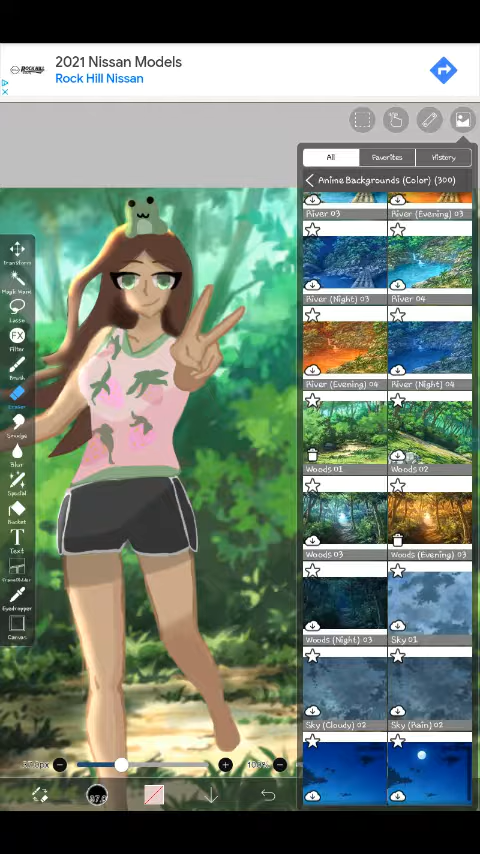 2021 Nissan Models
Rock Hill Nissan
All
Favorites
History
Anime Backgrounds (Color) (300)
River 03
River (Evening) 03
River (Night) 03
River 04
River (Evening) 04
River (Night) 04
Woods 01
Woods 02
Woods 03
Woods (Evening) 03
Woods (Night) 03
Sky 01
Sky (Cloudy) 02
Sky (Rain) 02
Transform
Magic Wand
Lasso
FX
Filter
Brush
Eraser
Smudge
Blur
Special
Bucket
T
Text
Eyedropper
Canvas